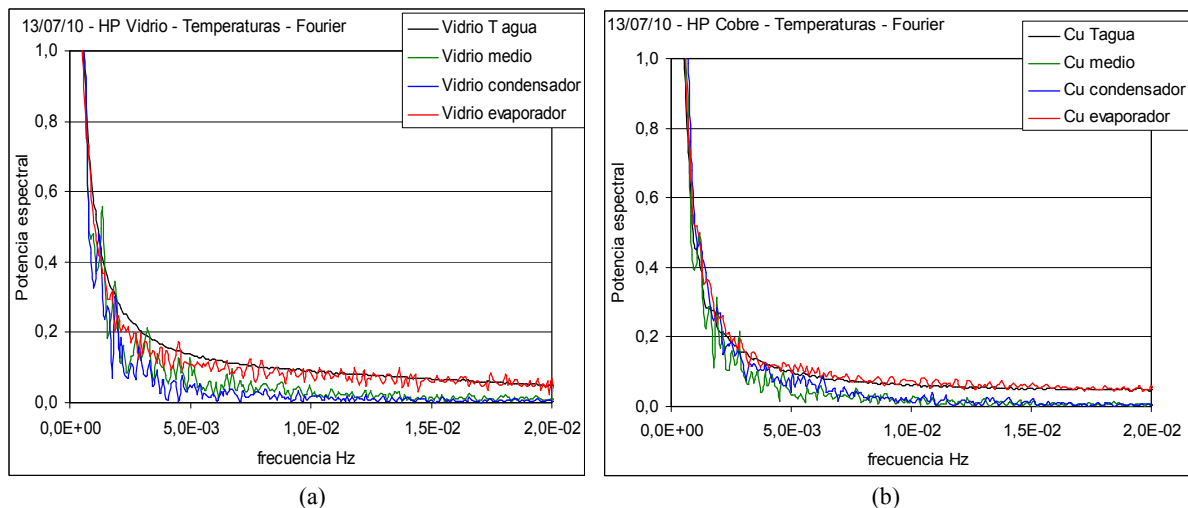 13/07/10 - HP Vidrio - Temperaturas - Fourier
Vidrio T agua
Vidrio medio
Vidrio condensador
Vidrio evaporador
1,0
0,8
0,6
0,4
0,2
0,0
Potencia espectral
0,0E+00
5,0E-03
1,0E-02
1,5E-02
2,0E-02
frecuencia Hz
(a)
13/07/10 - HP Cobre - Temperaturas - Fourier
Cu Tagua
Cu medio
Cu condensador
Cu evaporador
1,0
0,8
0,6
0,4
0,2
0,0
Potencia espectral
0,0E+00
5,0E-03
1,0E-02
1,5E-02
2,0E-02
frecuencia Hz
(b)